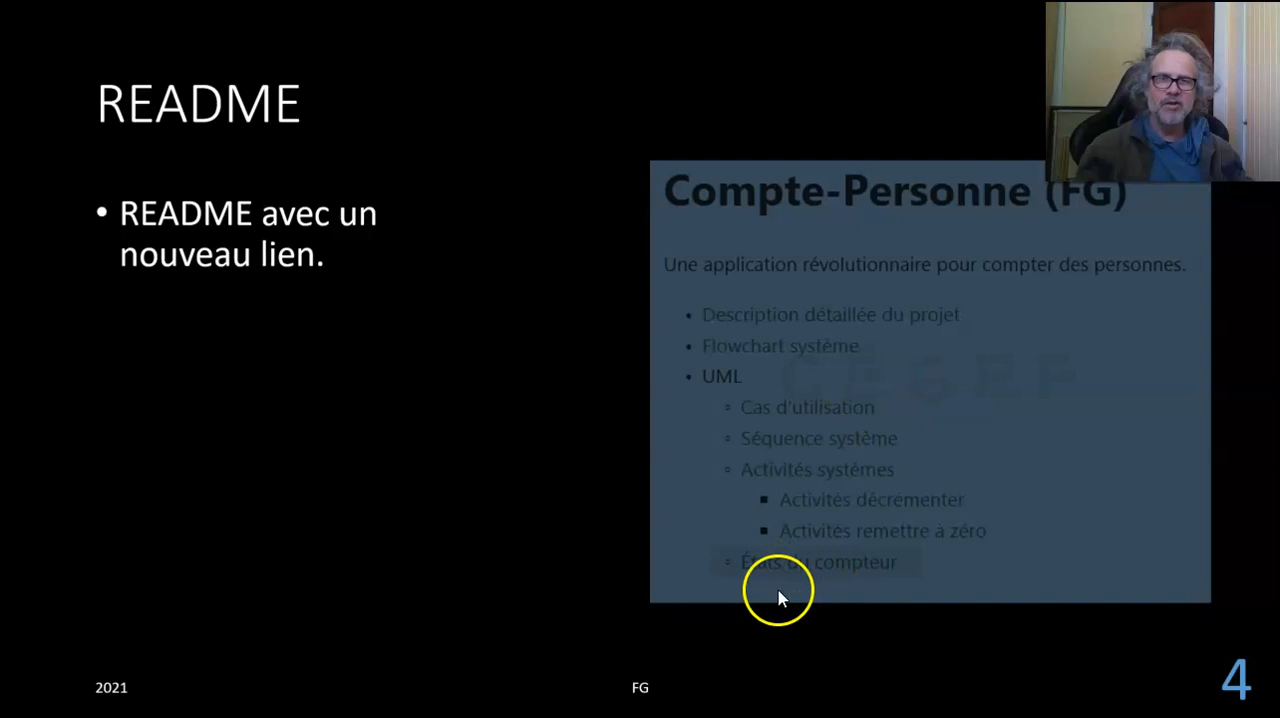 README
• README avec un
nouveau lien.
Compte-Personne (FG)
Une application révolutionnaire pour compter des personnes.
• Description détaillée du projet
• Flowchart système
• UML
◦ Cas d'utilisation
◦ Séquence système
◦ Activités systèmes
▪ Activités décrémenter
▪ Activités remettre à zéro
◦ États du compteur
2021
FG
4